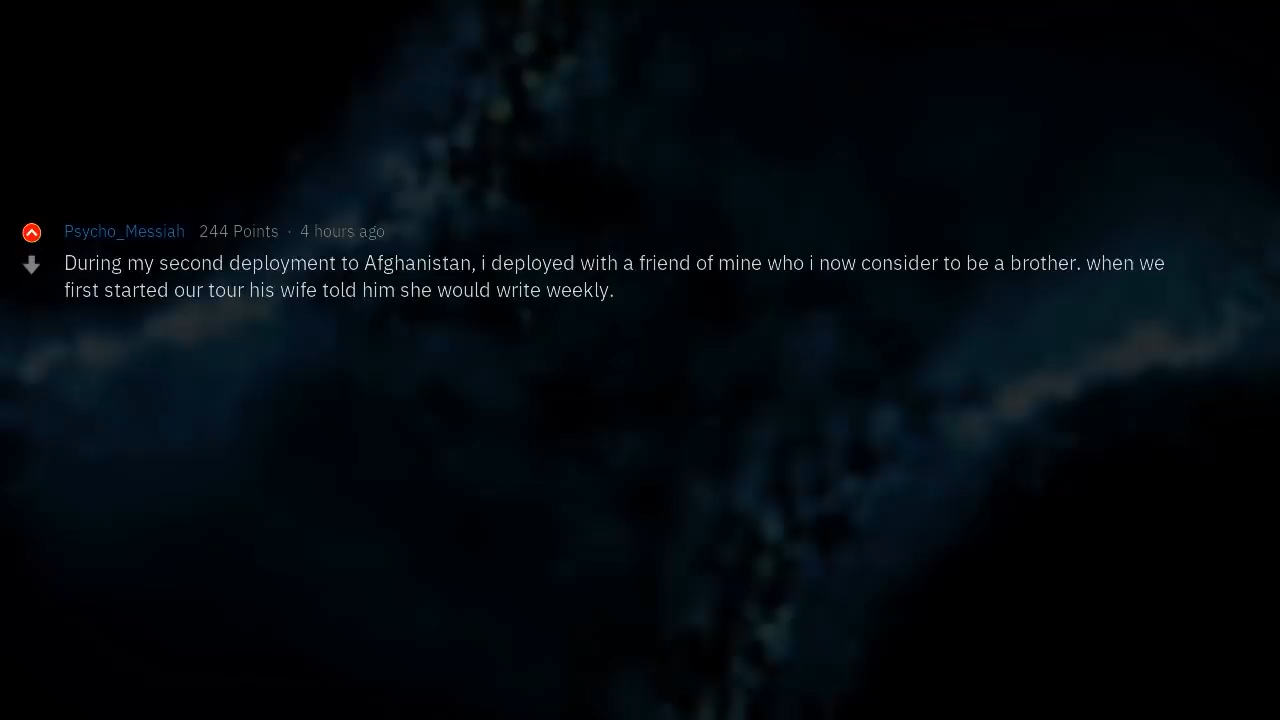 Psycho_Messiah 244 Points · 4 hours ago
During my second deployment to Afghanistan, i deployed with a friend of mine who i now consider to be a brother. when we
first started our tour his wife told him she would write weekly.